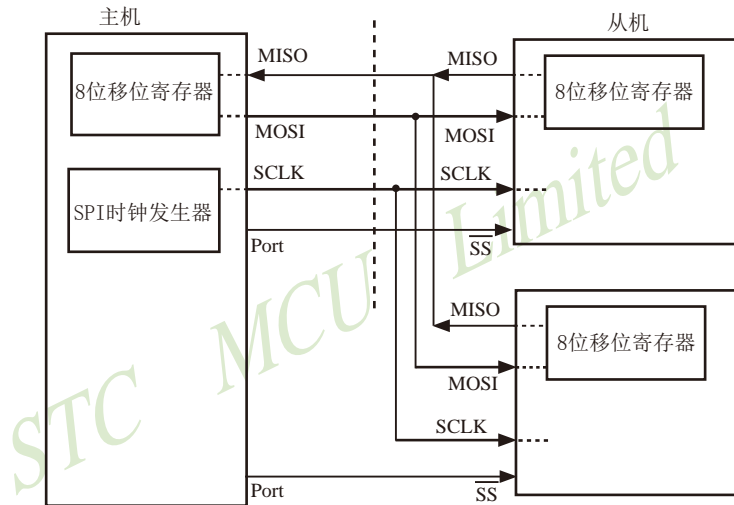 主机
从机
MISO
MISO
8位移位寄存器
8位移位寄存器
MOSI
MOSI
SCLK
SCLK
SPI时钟发生器
Port
SS
MISO
8位移位寄存器
MOSI
SCLK
Port
SS
STC MCU Limited